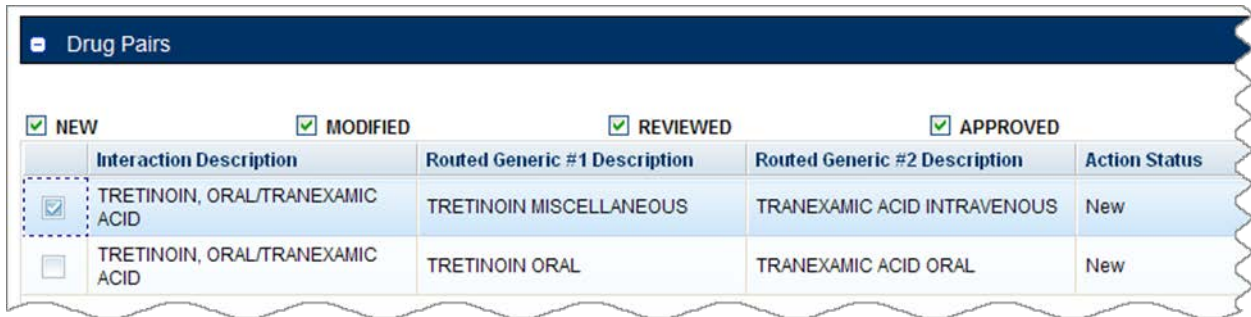 Drug Pairs
NEW MODIFIED REVIEWED APPROVED
Interaction Description Routed Generic #1 Description Routed Generic #2 Description Action Status
TRETINOIN, ORAL/TRANEXAMIC
ACID TRETINOIN MISCELLANEOUS TRANEXAMIC ACID INTRAVENOUS New
TRETINOIN, ORAL/TRANEXAMIC
ACID TRETINOIN ORAL TRANEXAMIC ACID ORAL New